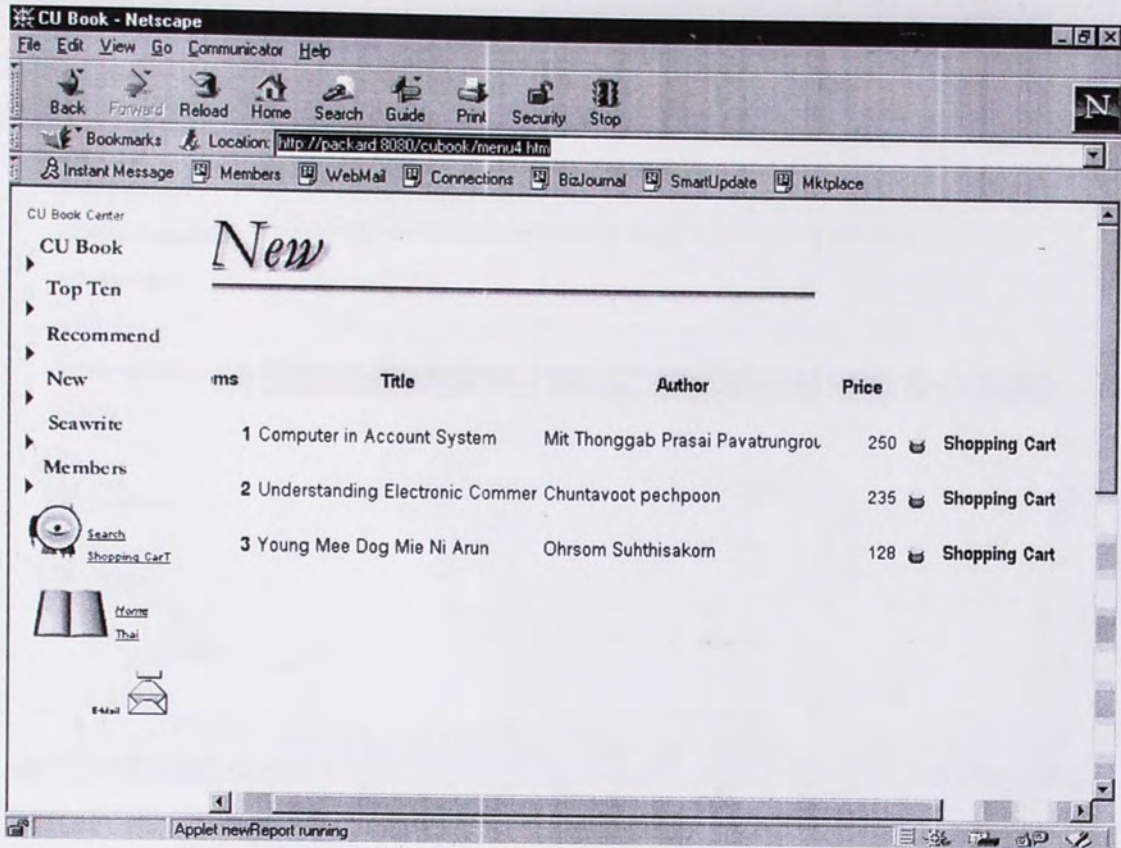 CU Book - Netscape
File Edit View Go Communicator Help
Back Forward Reload Home Search Guide Print Security Stop
N
Bookmarks Location: http://packard:8080/cubook/menu4.htm
Instant Message Members WebMail Connections BizJournal SmartUpdate Mktplace
CU Book Center
CU Book
Top Ten
Recommend
New
Seawrite
Members
Search
Shopping CarT
Home
Thai
E-Mail
New
ms Title Author Price
1 Computer in Account System Mit Thonggab Prasai Pavatrungrou 250 Shopping Cart
2 Understanding Electronic Commer Chuntavoot pechpoon 235 Shopping Cart
3 Young Mee Dog Mie Ni Arun Ohrsom Suhthisakorn 128 Shopping Cart
Applet newReport running